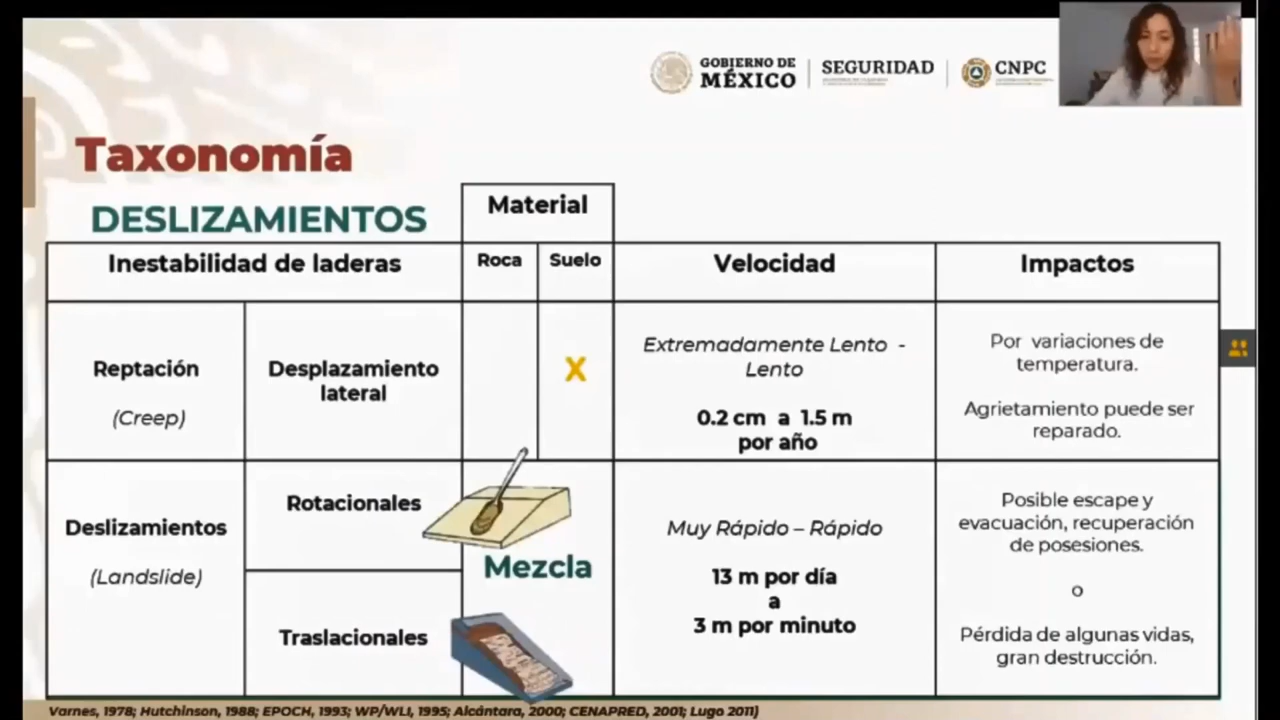 GOBIERNO DE
MÉXICO
SEGURIDAD
CNPC
Taxonomía
DESLIZAMIENTOS
Material
Inestabilidad de laderas
Roca
Suelo
Velocidad
Impactos
Reptación
(Creep)
Desplazamiento
lateral
X
Extremadamente Lento -
Lento
0.2 cm a 1.5 m
por año
Por variaciones de
temperatura.
Agrietamiento puede ser
reparado.
Deslizamientos
(Landslide)
Rotacionales
Traslacionales
Mezcla
Muy Rápido – Rápido
13 m por día
a
3 m por minuto
Posible escape y
evacuación, recuperación
de posesiones.
o
Pérdida de algunas vidas,
gran destrucción.
Varnes, 1978; Hutchinson, 1988; EPOCH, 1993; WP/WLI, 1995; Alcántara, 2000; CENAPRED, 2001; Lugo 2011)